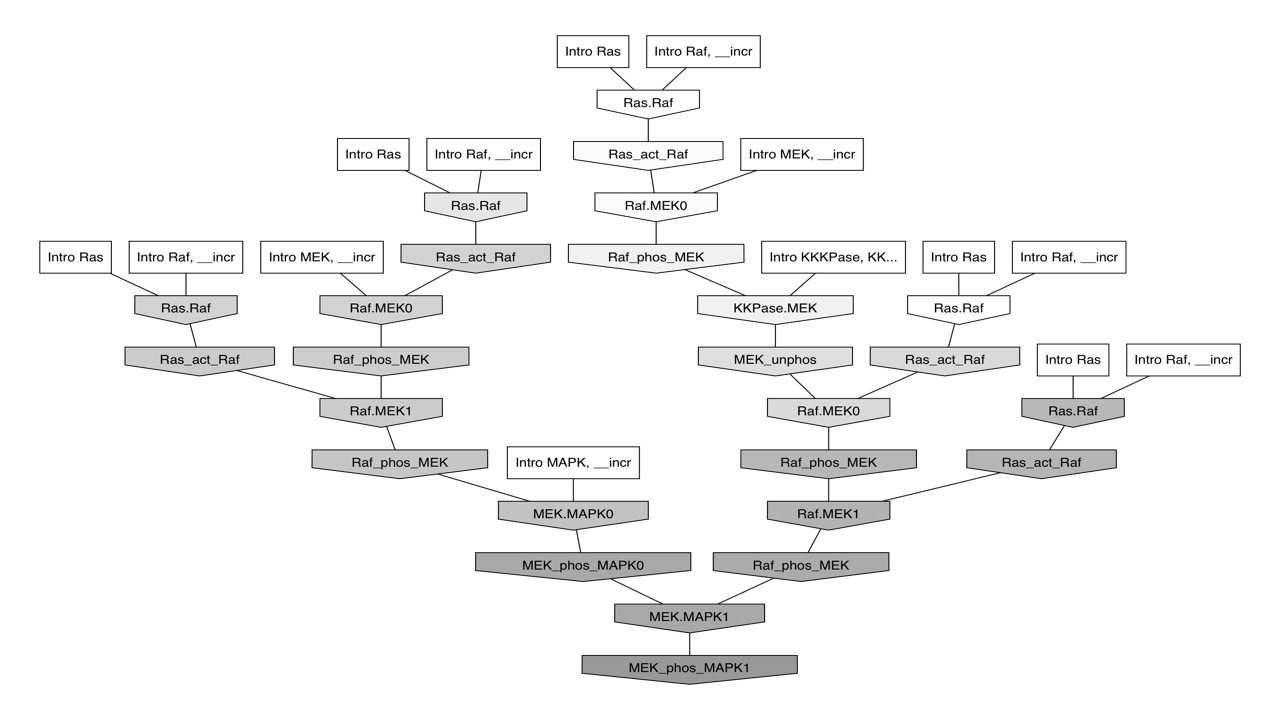 Intro Ras
Intro Raf, __incr
Ras.Raf
Intro Ras
Intro Raf, __incr
Ras_act_Raf
Intro MEK, __incr
Ras.Raf
Raf.MEK0
Intro Ras
Intro Raf, __incr
Intro MEK, __incr
Ras_act_Raf
Raf_phos_MEK
Intro KKKPase, KK...
Intro Ras
Intro Raf, __incr
Ras.Raf
Raf.MEK0
KKPase.MEK
Ras.Raf
Ras_act_Raf
Raf_phos_MEK
MEK_unphos
Ras_act_Raf
Intro Ras
Intro Raf, __incr
Raf.MEK1
Raf.MEK0
Ras.Raf
Raf_phos_MEK
Intro MAPK, __incr
Raf_phos_MEK
Ras_act_Raf
MEK.MAPK0
Raf.MEK1
MEK_phos_MAPK0
Raf_phos_MEK
MEK.MAPK1
MEK_phos_MAPK1